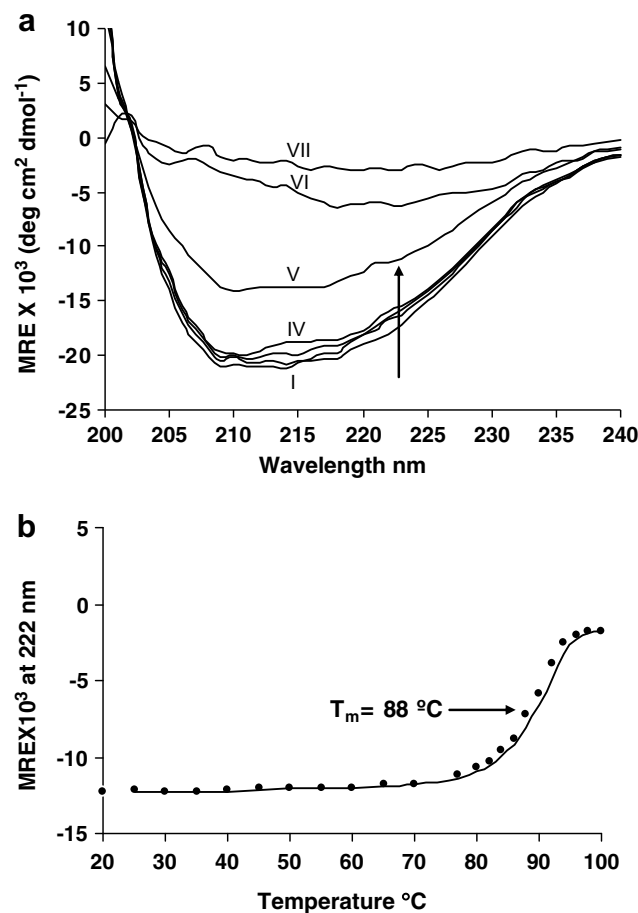 a
MRE X 10³ (deg cm² dmol⁻¹)
10
5
0
-5
-10
-15
-20
-25
VII
VI
V
IV
I
200 205 210 215 220 225 230 235 240
Wavelength nm
b
MREX10³ at 222 nm
5
0
-5
-10
-15
Tₘ= 88 ºC
20 30 40 50 60 70 80 90 100
Temperature °C